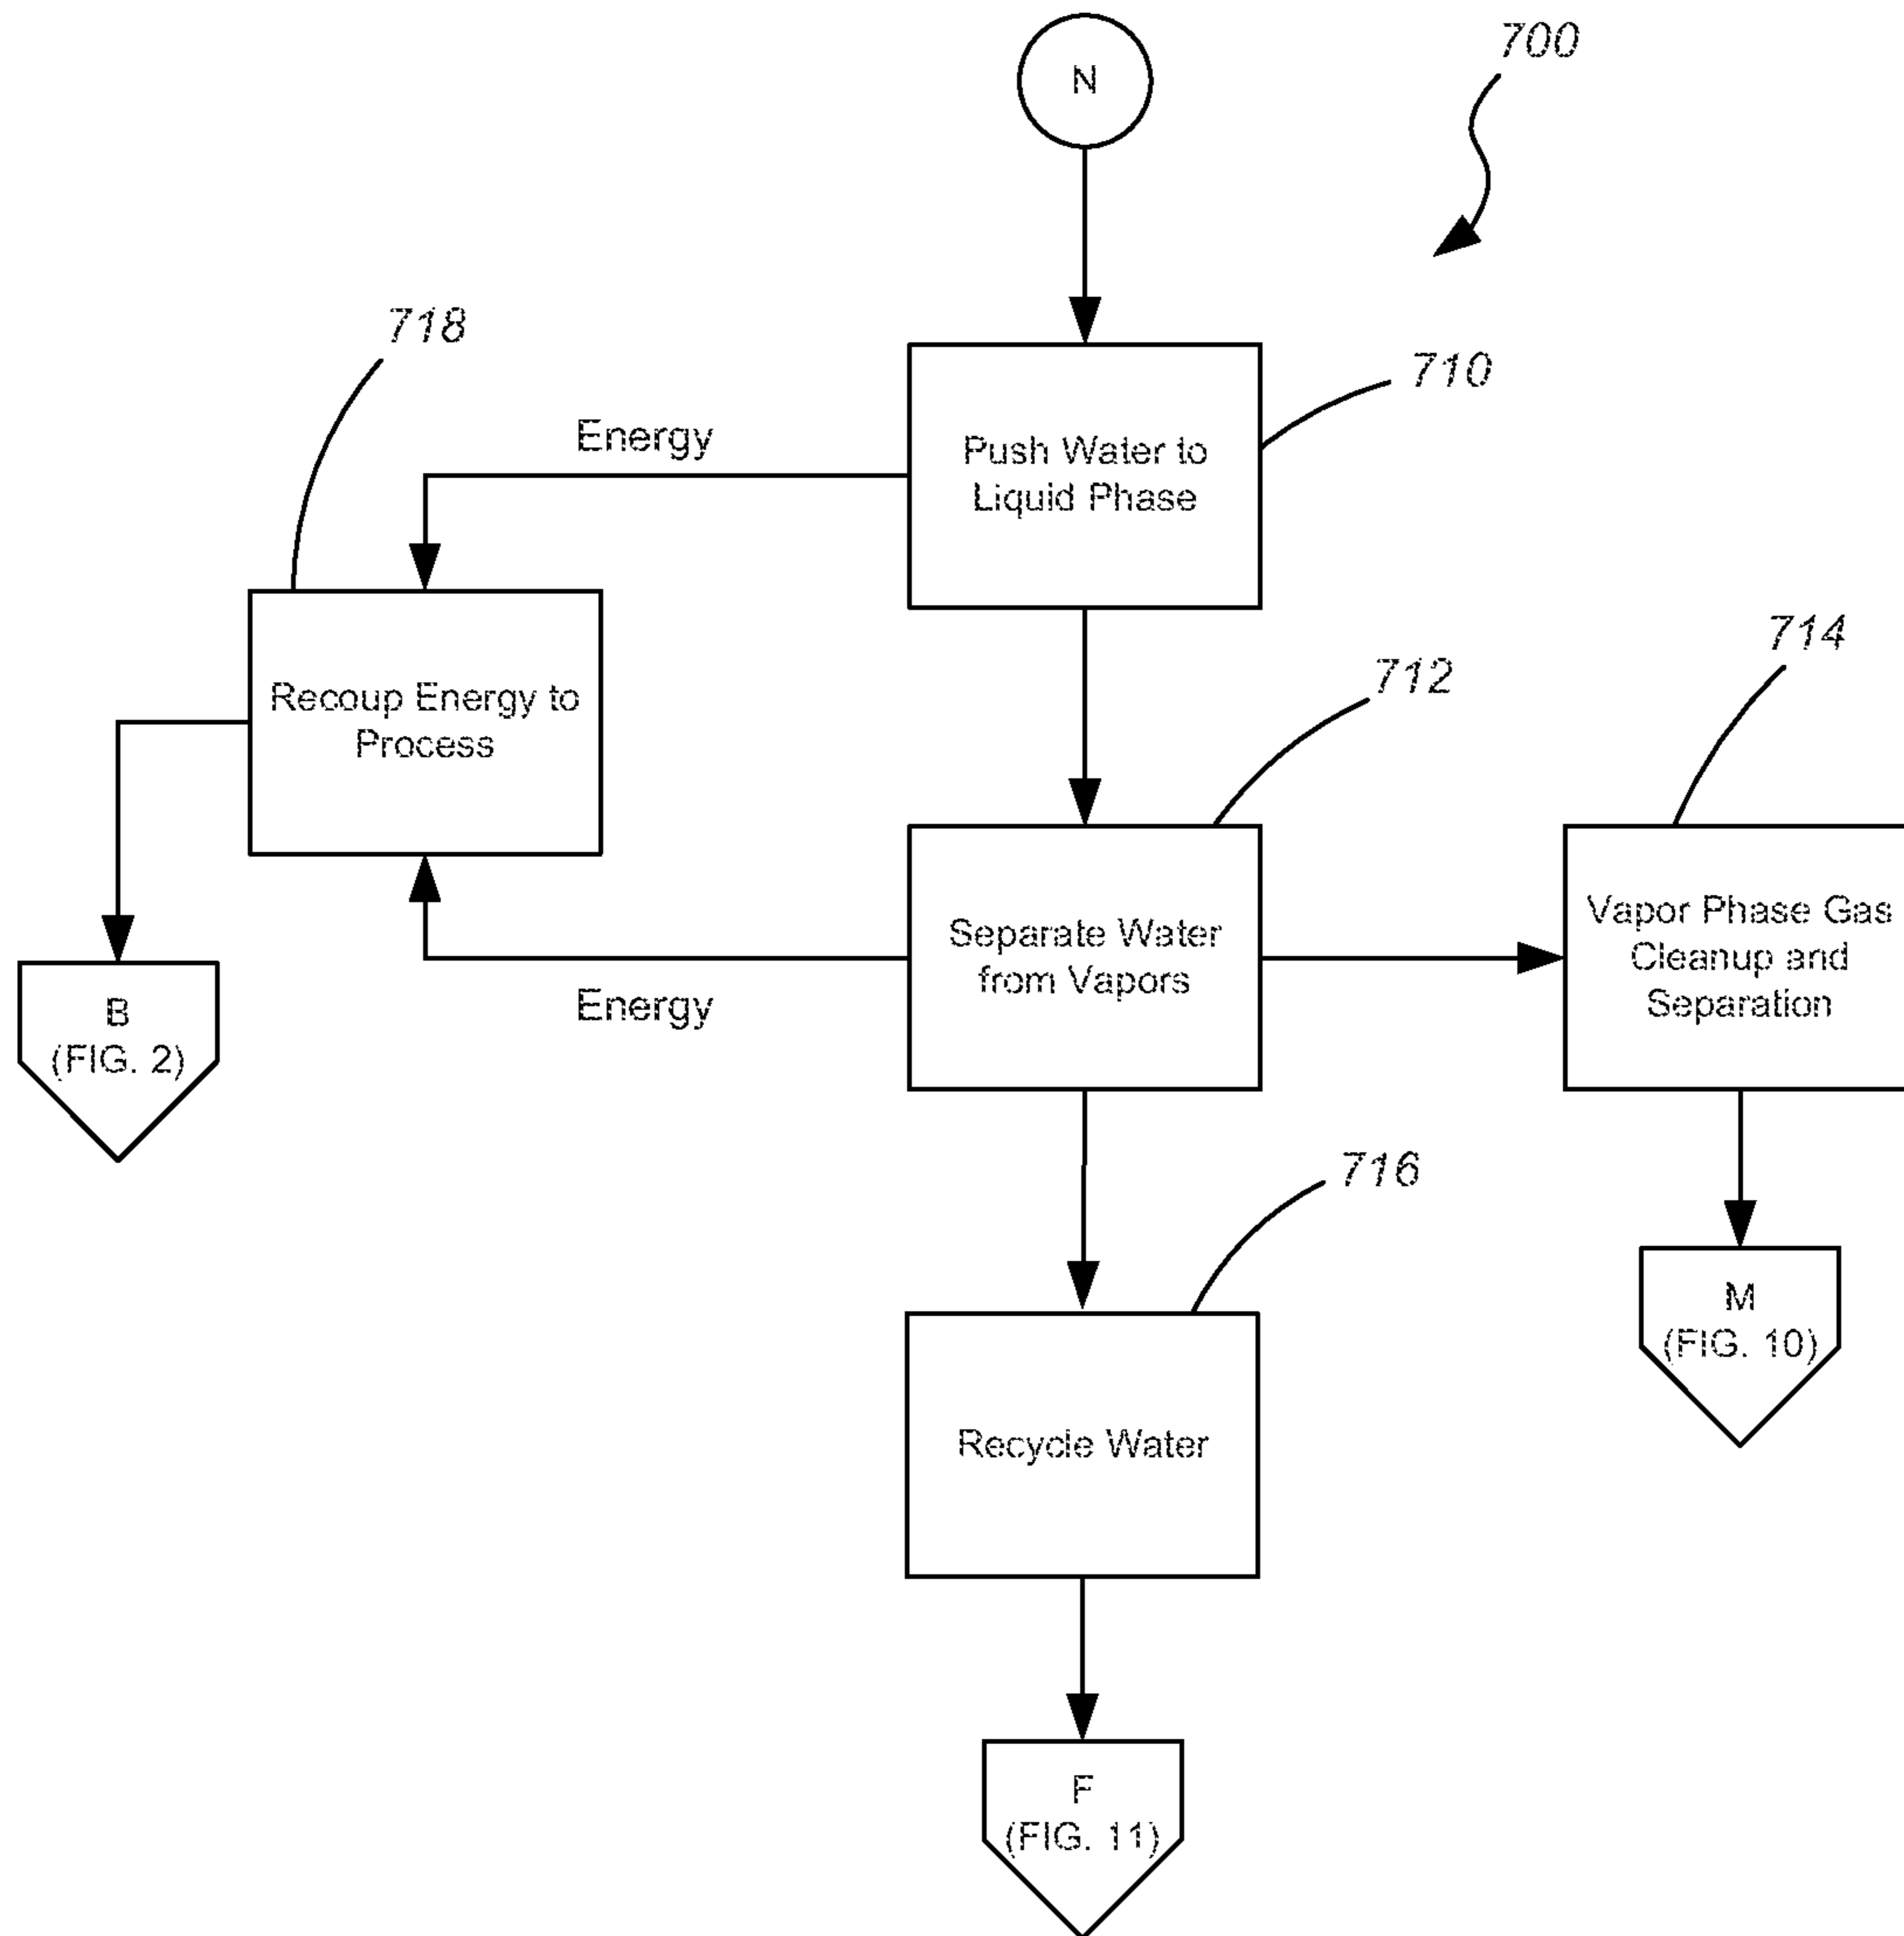 N
700
718
710
Energy
Push Water to
Liquid Phase
714
712
Recoup Energy to
Process
Vapor Phase Gas
Cleanup and
Separation
Separate Water
from Vapors
Energy
B
(FIG. 2)
716
M
(FIG. 10)
Recycle Water
F
(FIG. 11)